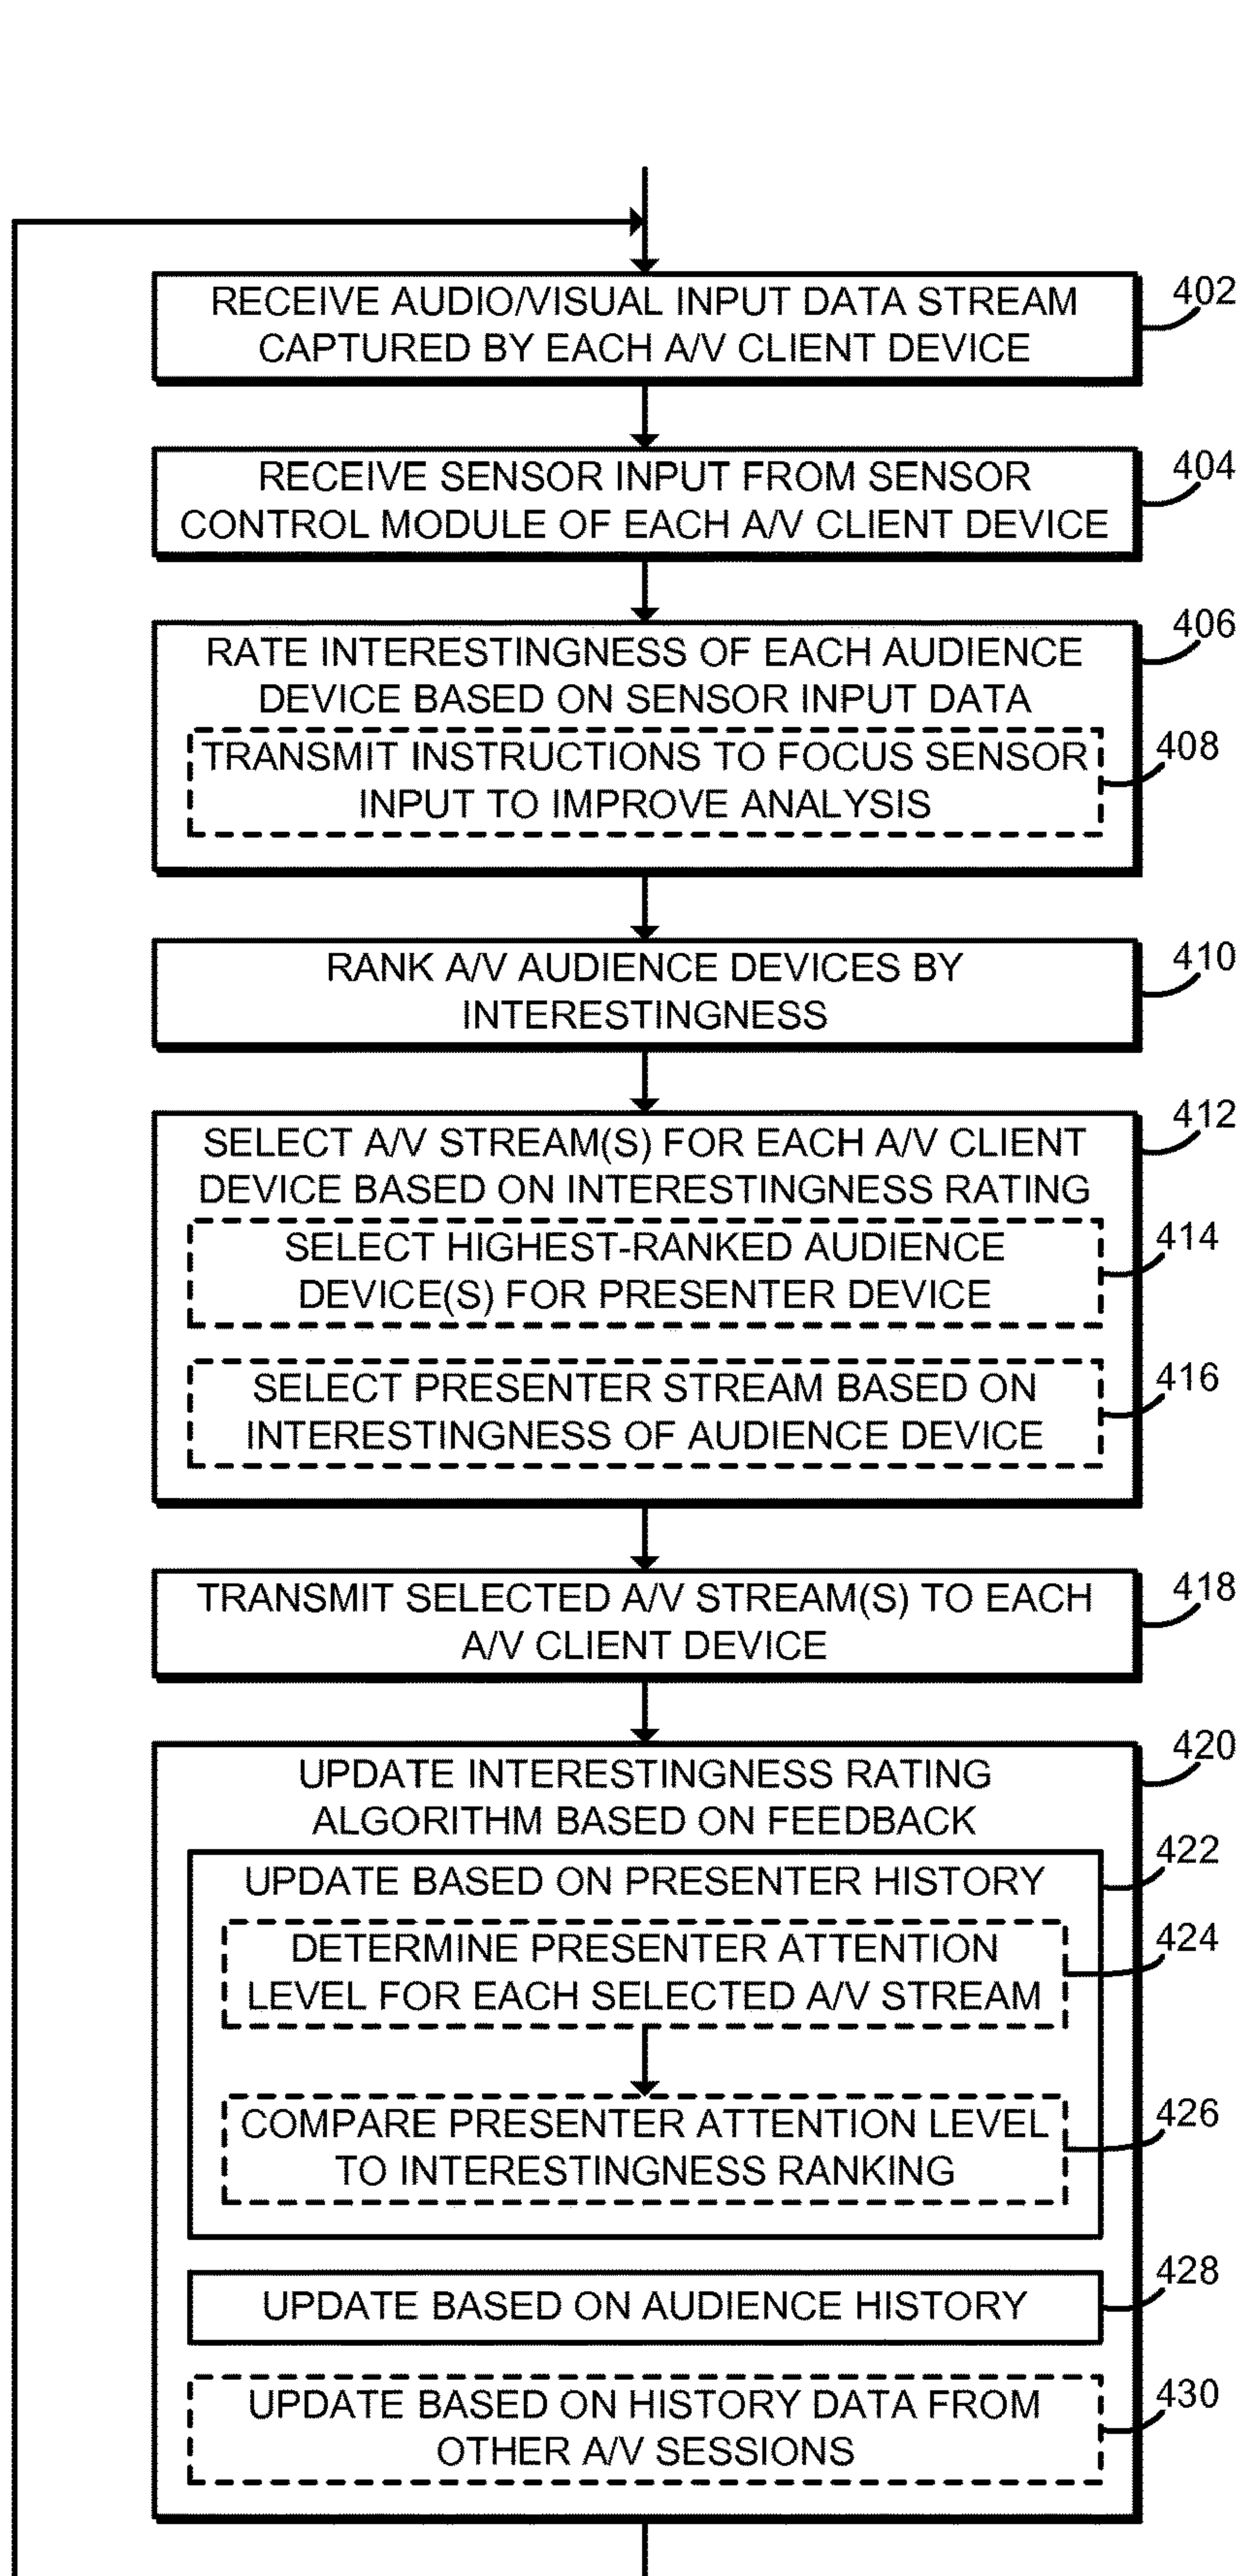 RECEIVE AUDIO/VISUAL INPUT DATA STREAM
CAPTURED BY EACH A/V CLIENT DEVICE
402
RECEIVE SENSOR INPUT FROM SENSOR
CONTROL MODULE OF EACH A/V CLIENT DEVICE
404
RATE INTERESTINGNESS OF EACH AUDIENCE
DEVICE BASED ON SENSOR INPUT DATA
406
TRANSMIT INSTRUCTIONS TO FOCUS SENSOR
INPUT TO IMPROVE ANALYSIS
408
RANK A/V AUDIENCE DEVICES BY
INTERESTINGNESS
410
SELECT A/V STREAM(S) FOR EACH A/V CLIENT
DEVICE BASED ON INTERESTINGNESS RATING
412
SELECT HIGHEST-RANKED AUDIENCE
DEVICE(S) FOR PRESENTER DEVICE
414
SELECT PRESENTER STREAM BASED ON
INTERESTINGNESS OF AUDIENCE DEVICE
416
TRANSMIT SELECTED A/V STREAM(S) TO EACH
A/V CLIENT DEVICE
418
UPDATE INTERESTINGNESS RATING
ALGORITHM BASED ON FEEDBACK
420
UPDATE BASED ON PRESENTER HISTORY
422
DETERMINE PRESENTER ATTENTION
LEVEL FOR EACH SELECTED A/V STREAM
424
COMPARE PRESENTER ATTENTION LEVEL
TO INTERESTINGNESS RANKING
426
UPDATE BASED ON AUDIENCE HISTORY
428
UPDATE BASED ON HISTORY DATA FROM
OTHER A/V SESSIONS
430